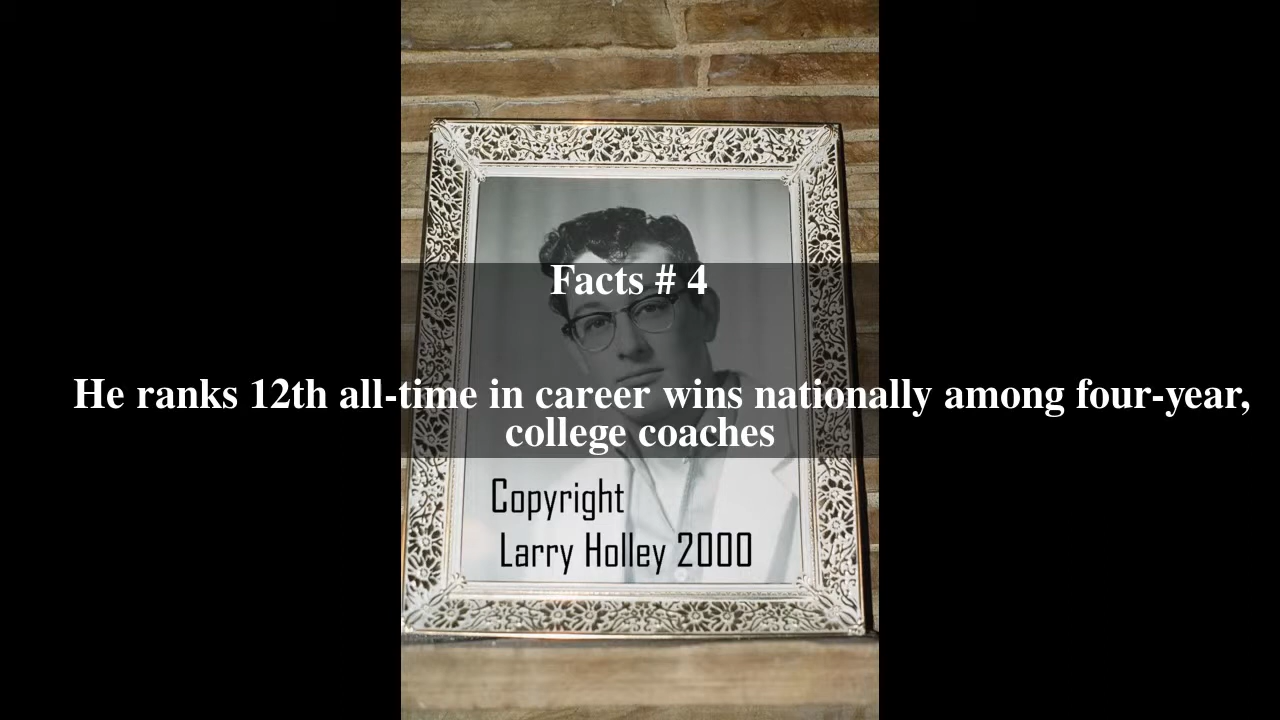 Facts # 4
He ranks 12th all-time in career wins nationally among four-year,
college coaches
Copyright
Larry Holley 2000